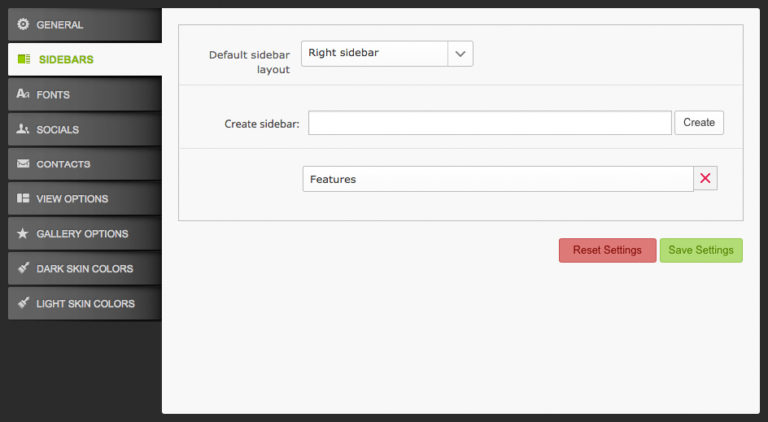 GENERAL
SIDEBARS
FONTS
SOCIALS
CONTACTS
VIEW OPTIONS
GALLERY OPTIONS
DARK SKIN COLORS
LIGHT SKIN COLORS
Default sidebar
layout
Right sidebar
Create sidebar:
Create
Features
Reset Settings
Save Settings